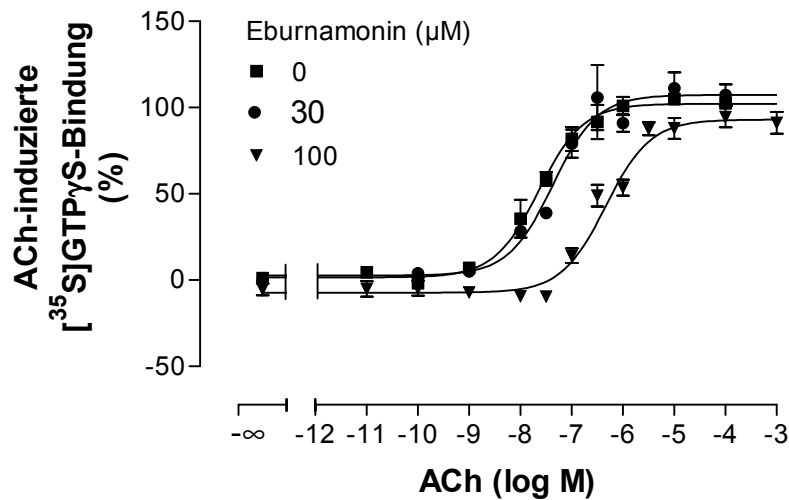 ACh-induzierte
[³⁵S]GTPγS-Bindung
(%)
150
100
50
0
-50
Eburnamonin (µM)
0
30
100
-∞ -12 -11 -10 -9 -8 -7 -6 -5 -4 -3
ACh (log M)